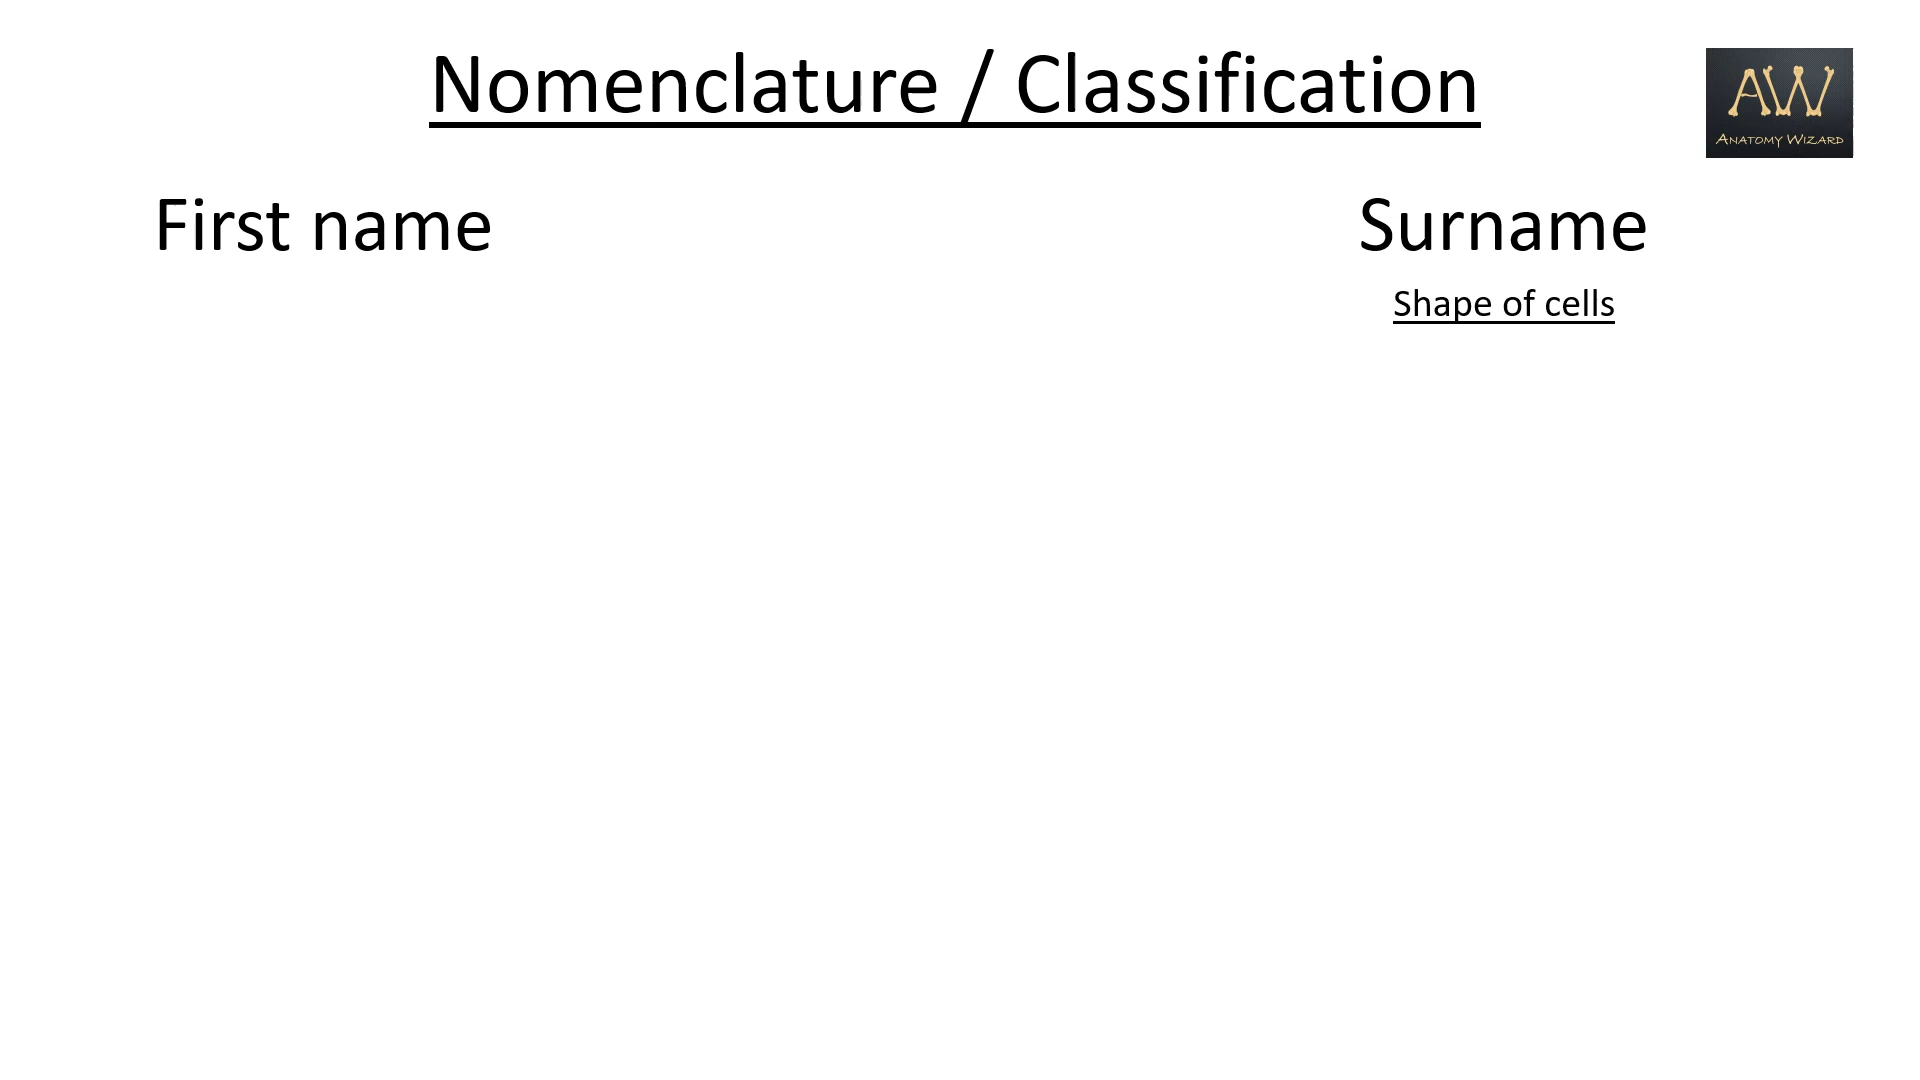 Nomenclature / Classification
AW
Anatomy Wizard
First name
Surname
Shape of cells